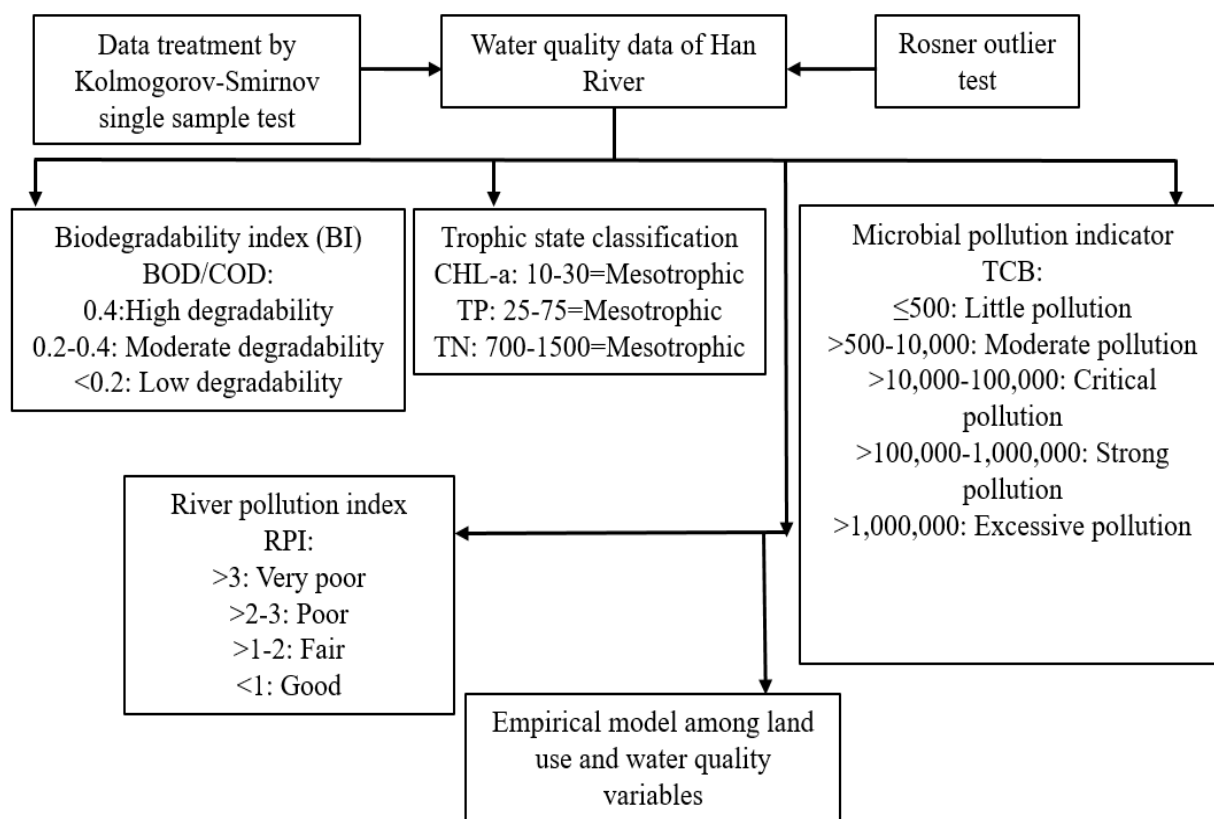 Data treatment by
Kolmogorov-Smirnov
single sample test
Water quality data of Han
River
Rosner outlier
test
Biodegradability index (BI)
BOD/COD:
0.4:High degradability
0.2-0.4: Moderate degradability
<0.2: Low degradability
Trophic state classification
CHL-a: 10-30=Mesotrophic
TP: 25-75=Mesotrophic
TN: 700-1500=Mesotrophic
Microbial pollution indicator
TCB:
≤500: Little pollution
>500-10,000: Moderate pollution
>10,000-100,000: Critical
pollution
>100,000-1,000,000: Strong
pollution
>1,000,000: Excessive pollution
River pollution index
RPI:
>3: Very poor
>2-3: Poor
>1-2: Fair
<1: Good
Empirical model among land
use and water quality
variables